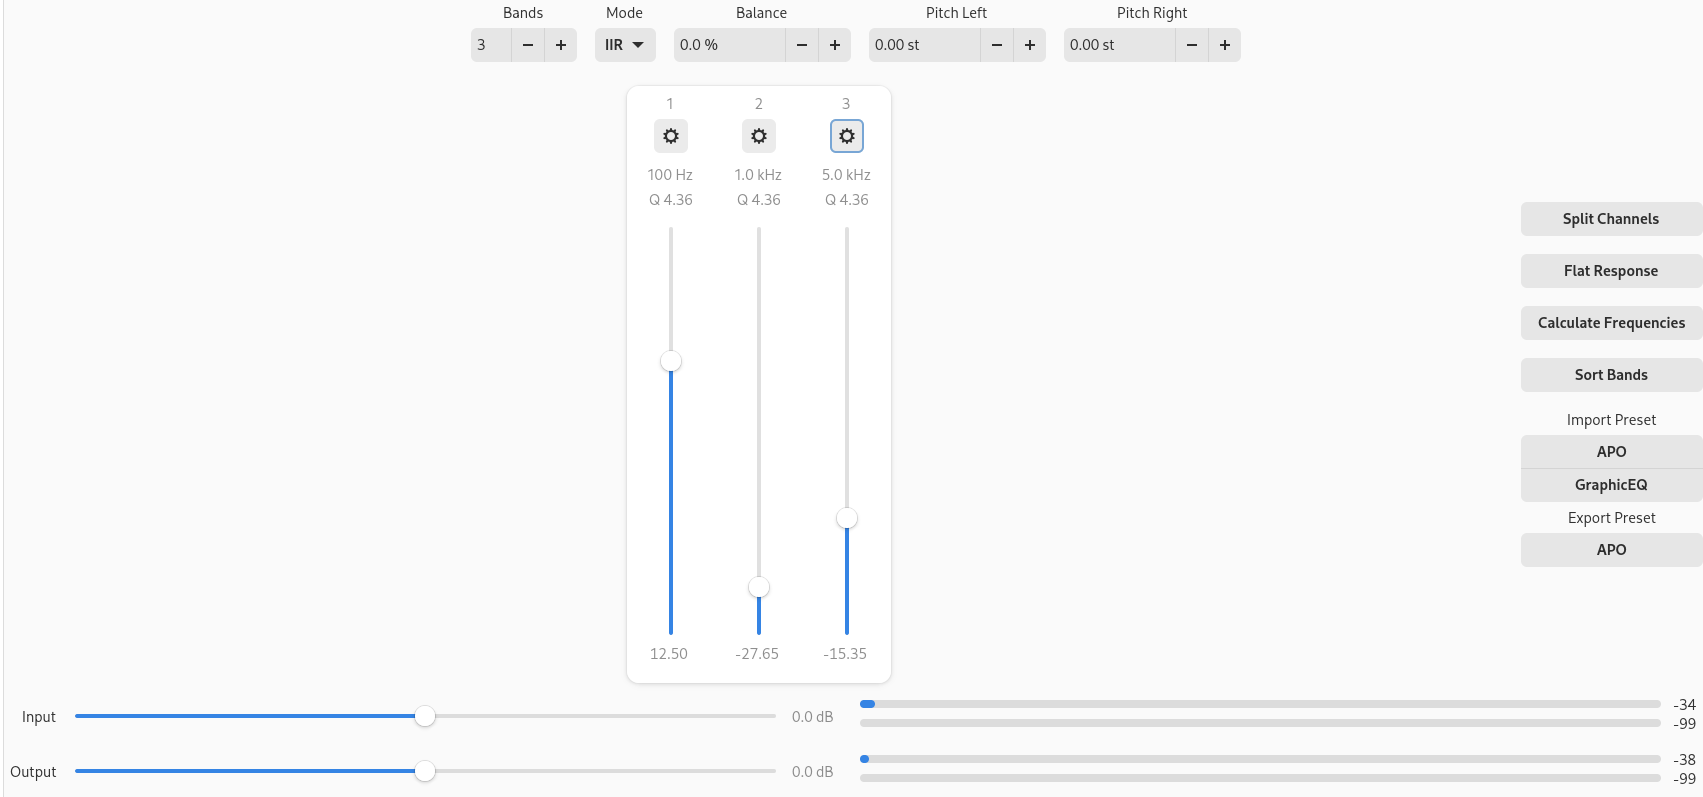 Bands Mode Balance Pitch Left Pitch Right
3 IIR 0.0 % 0.00 st 0.00 st
1 2 3
100 Hz 1.0 kHz 5.0 kHz
Q 4.36 Q 4.36 Q 4.36
12.50 -27.65 -15.35
Split Channels
Flat Response
Calculate Frequencies
Sort Bands
Import Preset
APO
GraphicEQ
Export Preset
APO
Input 0.0 dB -34
-99
Output 0.0 dB -38
-99